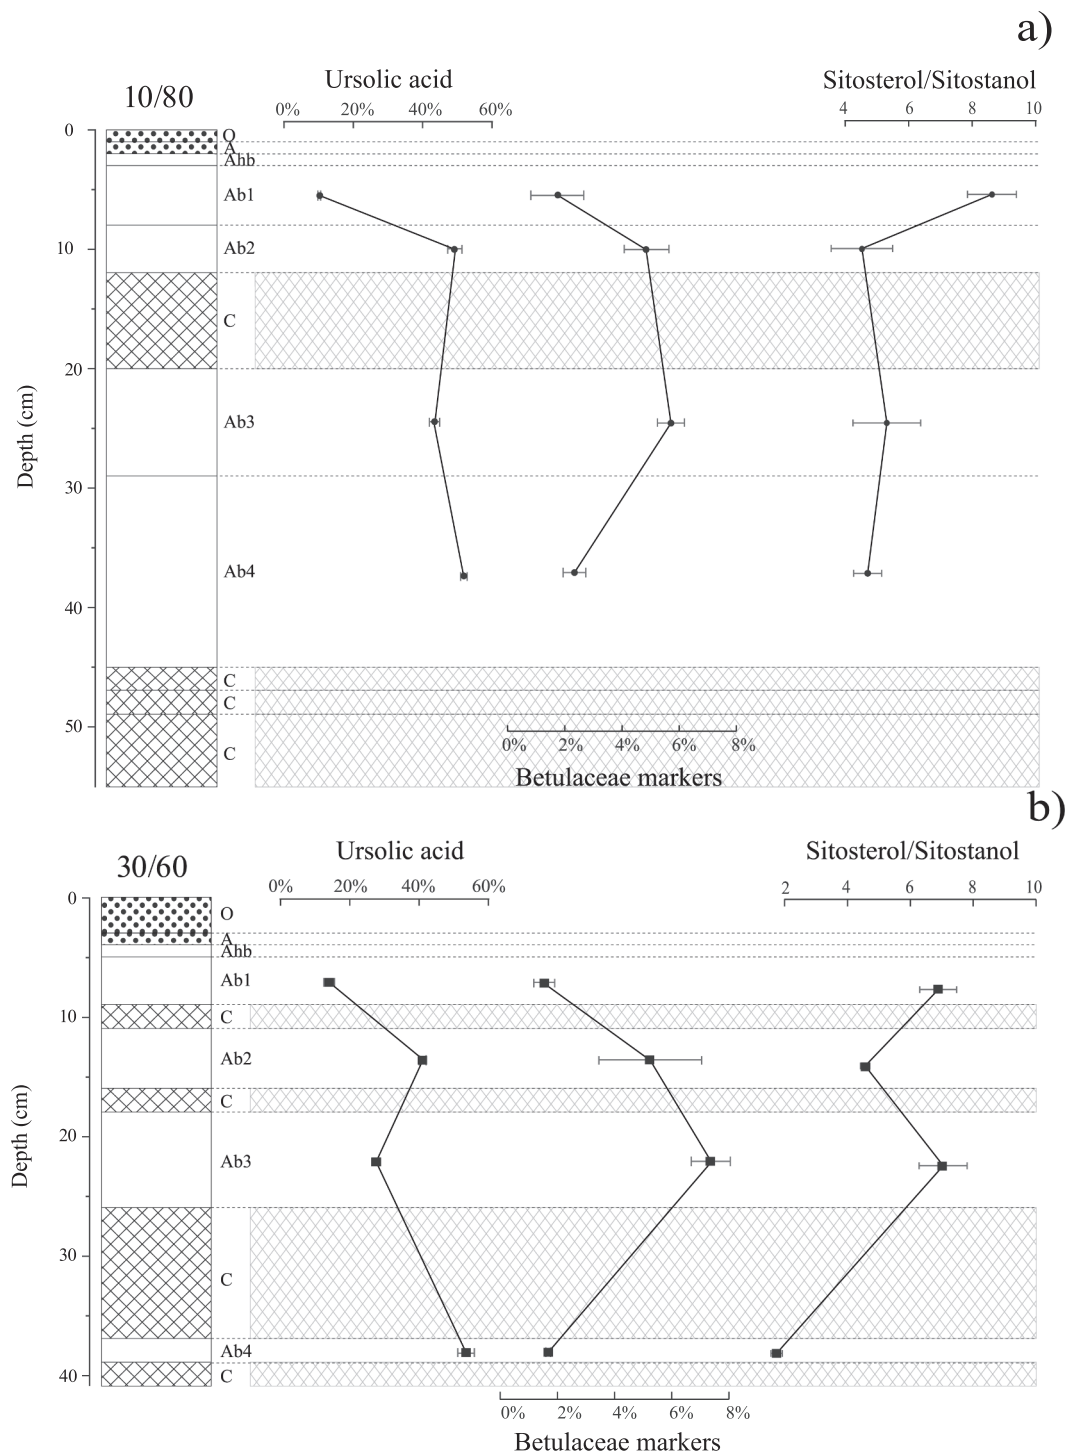 a)
Ursolic acid
Sitosterol/Sitostanol
10/80
0% 20% 40% 60%
4 6 8 10
0
O
A
Ahb
Ab1
10
Ab2
C
20
Ab3
Depth (cm)
30
Ab4
40
C
C
50
C
0% 2% 4% 6% 8%
Betulaceae markers
b)
Ursolic acid
Sitosterol/Sitostanol
30/60
0% 20% 40% 60%
2 4 6 8 10
0
O
A
Ahb
Ab1
10
C
Ab2
C
Depth (cm)
20
Ab3
30
C
Ab4
40
C
0% 2% 4% 6% 8%
Betulaceae markers